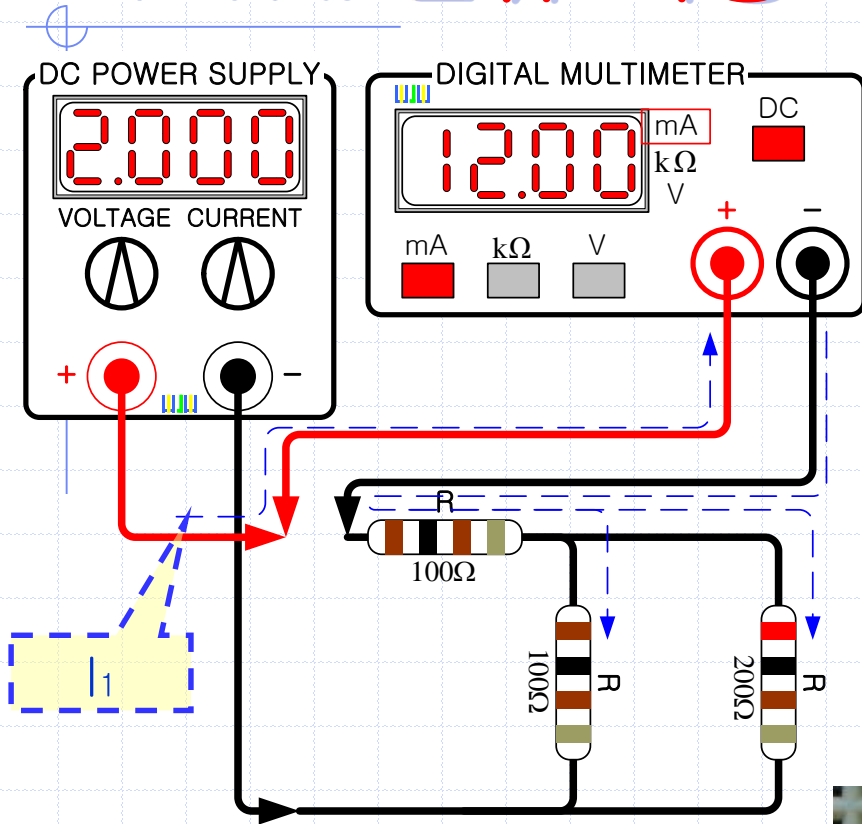 DC POWER SUPPLY
2.000
VOLTAGE CURRENT
+ −
DIGITAL MULTIMETER
12.00
mA
kΩ
V
DC
mA kΩ V
+ −
R
100Ω
R
100Ω
R
200Ω
I1